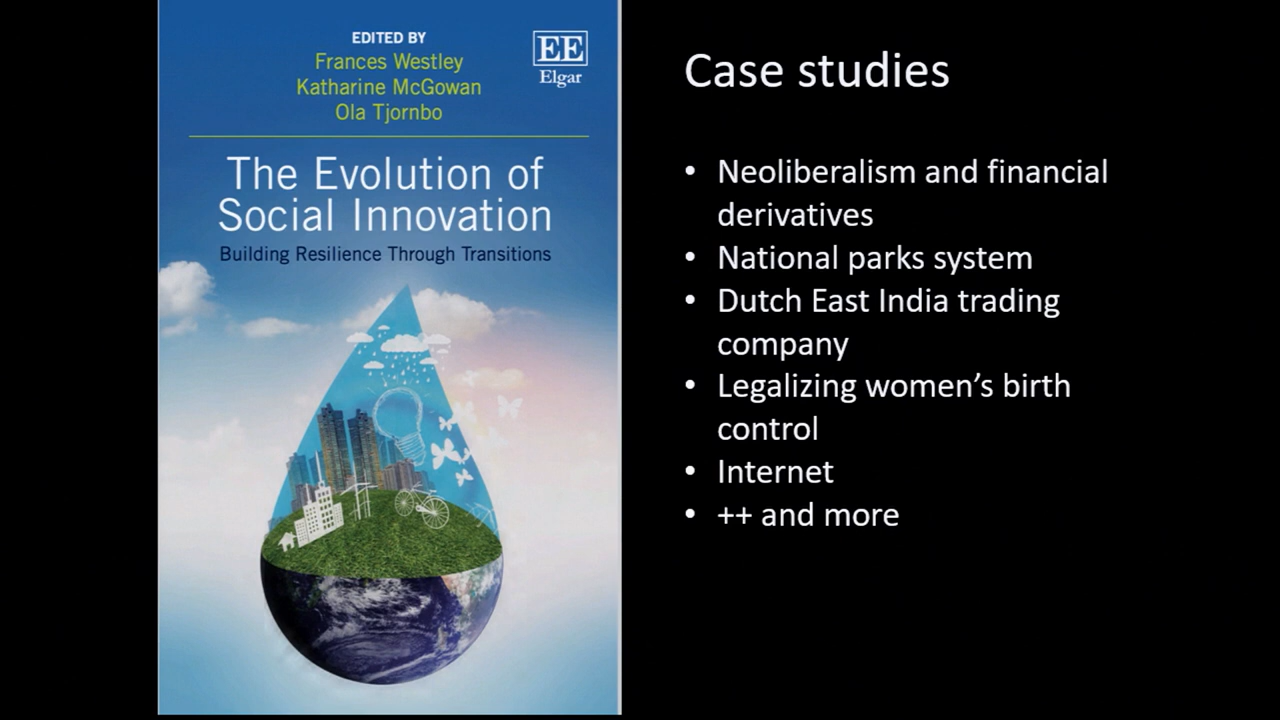 EDITED BY
Frances Westley
Katharine McGowan
Ola Tjornbo
EE
Elgar
The Evolution of
Social Innovation
Building Resilience Through Transitions
Case studies
• Neoliberalism and financial
derivatives
• National parks system
• Dutch East India trading
company
• Legalizing women’s birth
control
• Internet
• ++ and more